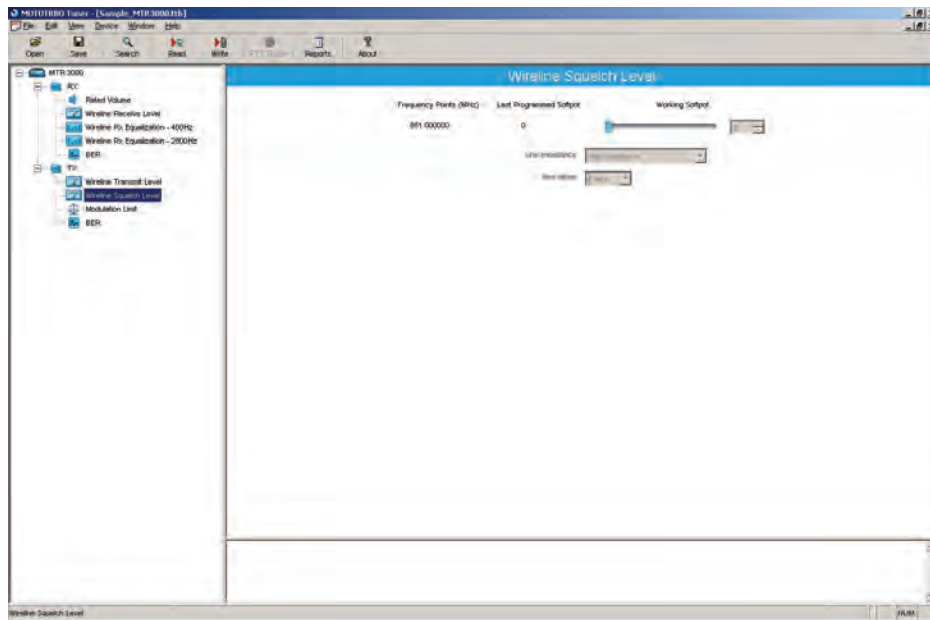 MOTOTRBO Tuner - [Sample_MTR3000.ltb]
File Edit View Device Window Help
Open Save Search Read Write Reports About
MTR 3000
RX
Rated Volume
Wireline Receive Level
Wireline Rx Equalization - 400Hz
Wireline Rx Equalization - 2800Hz
BER
TX
Wireline Transmit Level
Wireline Squelch Level
Modulation Limit
BER
Wireline Squelch Level
Frequency Points (MHz) Last Programmed Softpot Working Softpot
851.000000 0
Line Impedance
Wireline Squelch Level
NUM